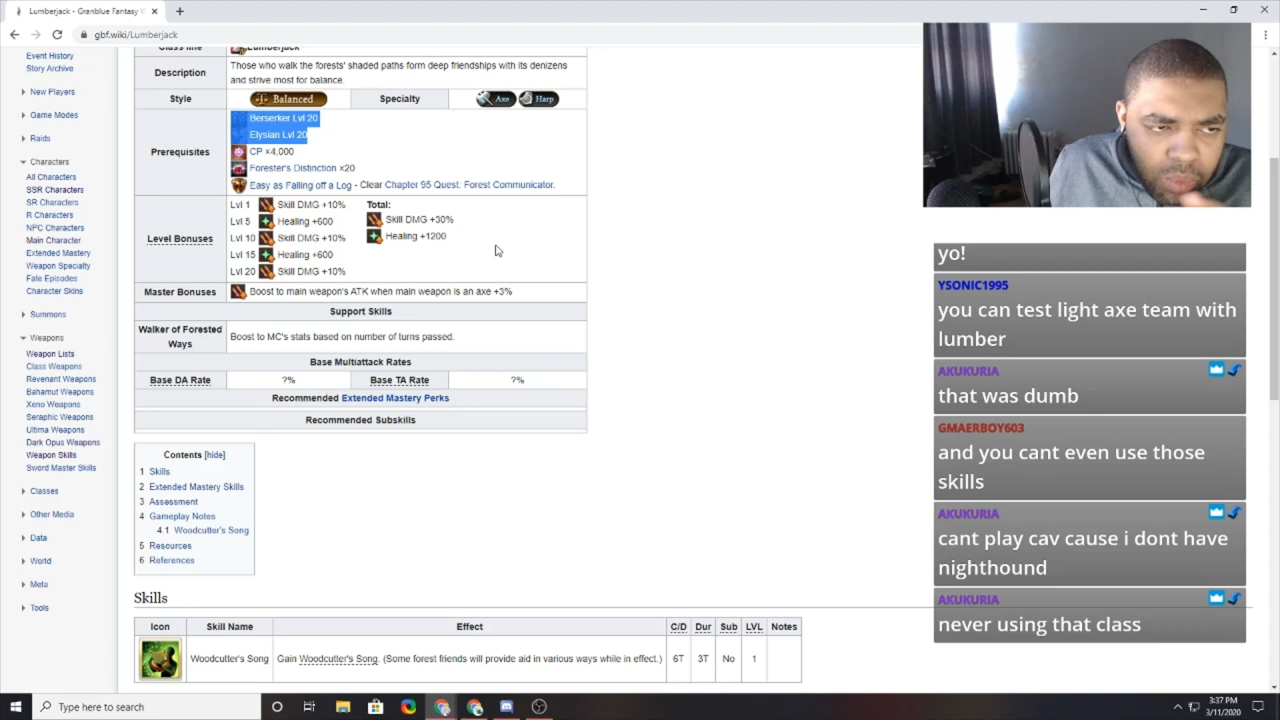 Lumberjack - Granblue Fantasy
gbf.wiki/Lumberjack
Event History
Story Archive
New Players
Game Modes
Raids
Characters
All Characters
SSR Characters
SR Characters
R Characters
NPC Characters
Main Character
Extended Mastery
Weapon Specialty
Fate Episodes
Character Skins
Summons
Weapons
Weapon Lists
Class Weapons
Revenant Weapons
Bahamut Weapons
Xeno Weapons
Seraphic Weapons
Ultima Weapons
Dark Opus Weapons
Weapon Skills
Sword Master Skills
Classes
Other Media
Data
World
Meta
Tools
Class line Lumberjack
Description Those who walk the forests' shaded paths form deep friendships with its denizens
and strive most for balance.
Style Balanced Specialty Axe Harp
Prerequisites
Berserker Lvl 20
Elysian Lvl 20
CP ×4,000
Forester's Distinction ×20
Easy as Falling off a Log - Clear Chapter 95 Quest: Forest Communicator.
Level Bonuses
Lvl 1 Skill DMG +10%
Lvl 5 Healing +600
Lvl 10 Skill DMG +10%
Lvl 15 Healing +600
Lvl 20 Skill DMG +10%
Total:
Skill DMG +30%
Healing +1200
Master Bonuses Boost to main weapon's ATK when main weapon is an axe +3%
Support Skills
Walker of Forested
Ways
Boost to MC's stats based on number of turns passed.
Base Multiattack Rates
Base DA Rate ?% Base TA Rate ?%
Recommended Extended Mastery Perks
Recommended Subskills
Contents [hide]
1 Skills
2 Extended Mastery Skills
3 Assessment
4 Gameplay Notes
4.1 Woodcutter's Song
5 Resources
6 References
Skills
Icon Skill Name Effect C/D Dur Sub LVL Notes
Woodcutter's Song Gain Woodcutter's Song. (Some forest friends will provide aid in various ways while in effect.) 6T 3T No 1
yo!
YSONIC1995
you can test light axe team with
lumber
AKUKURIA
that was dumb
GMAERBOY603
and you cant even use those
skills
AKUKURIA
cant play cav cause i dont have
nighthound
AKUKURIA
never using that class
Type here to search
3:37 PM
3/11/2020